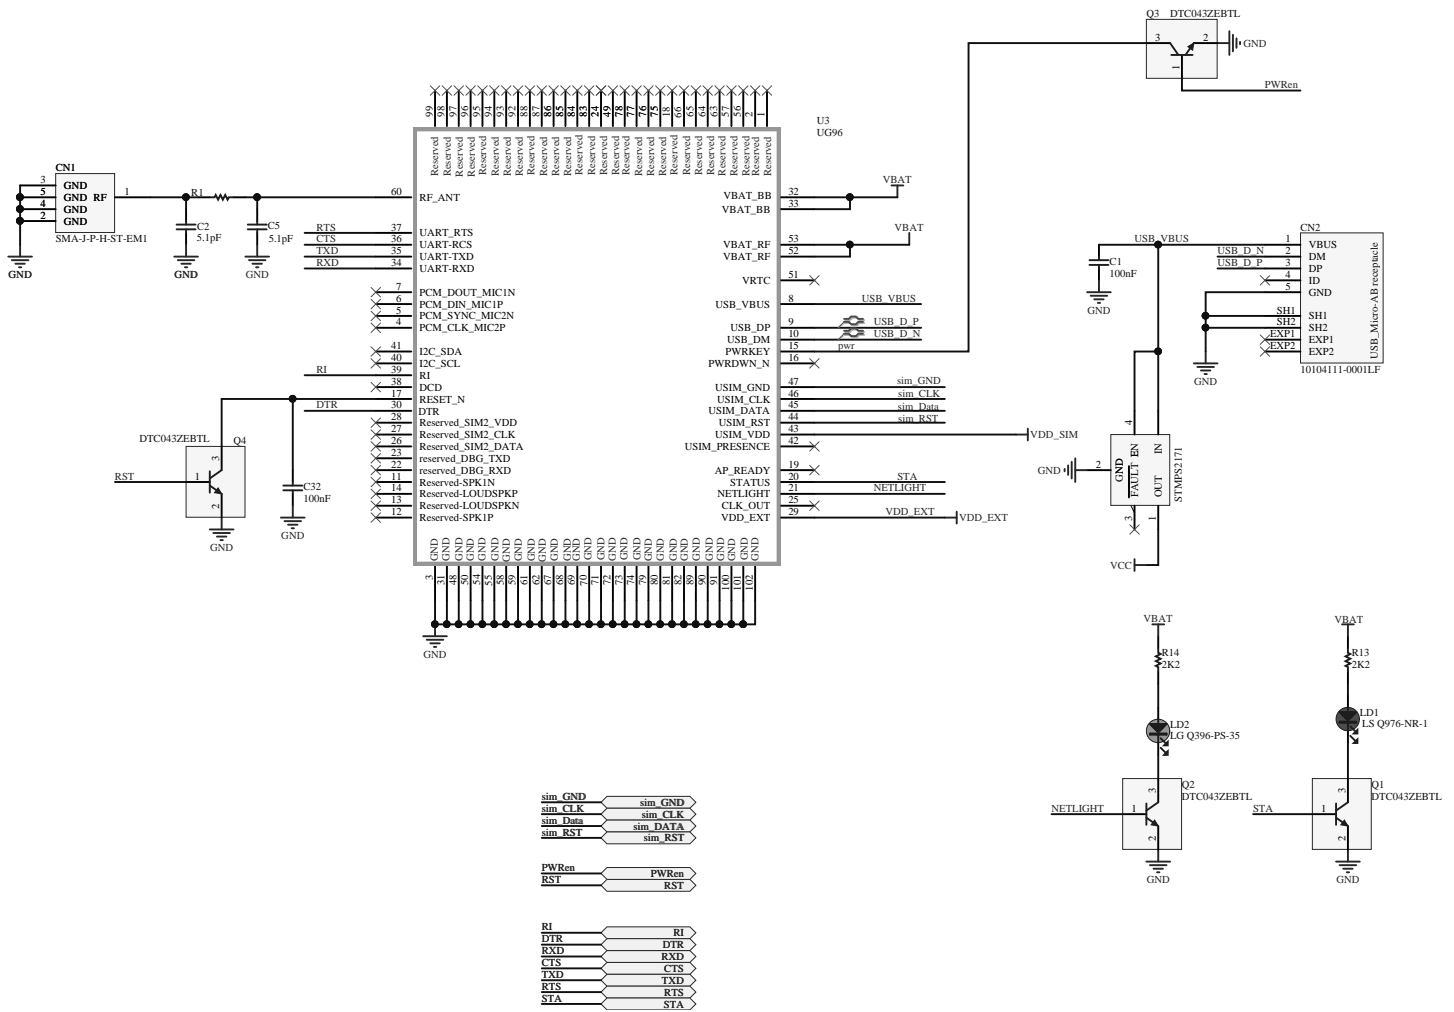 Q3 DTC043ZEBTL
3
2
1
GND
PWRen
99 98 97 96 95 94 93 92 88 87 86 85 84 83 24 49 78 77 76 75 18 66 65 64 63 57 56 2 1
Reserved Reserved Reserved Reserved Reserved Reserved Reserved Reserved Reserved Reserved Reserved Reserved Reserved Reserved Reserved Reserved Reserved Reserved Reserved Reserved Reserved Reserved Reserved Reserved Reserved Reserved Reserved Reserved Reserved
U3
UG96
CN1
3 GND
5 GND RF 1
4 GND
2 GND
SMA-J-P-H-ST-EM1
GND
R1
C2
5.1pF
GND
C5
5.1pF
GND
60 RF_ANT
RTS 37 UART_RTS
CTS 36 UART-RCS
TXD 35 UART-TXD
RXD 34 UART-RXD
7 PCM_DOUT_MIC1N
6 PCM_DIN_MIC1P
5 PCM_SYNC_MIC2N
4 PCM_CLK_MIC2P
41 I2C_SDA
40 I2C_SCL
RI 39 RI
38 DCD
17 RESET_N
DTR 30 DTR
28 Reserved_SIM2_VDD
27 Reserved_SIM2_CLK
26 Reserved_SIM2_DATA
23 reserved_DBG_TXD
22 reserved_DBG_RXD
11 Reserved-SPK1N
14 Reserved-LOUDSPKP
13 Reserved-LOUDSPKN
12 Reserved-SPK1P
VBAT_BB 32 VBAT
VBAT_BB 33
VBAT_RF 53 VBAT
VBAT_RF 52
VRTC 51
USB_VBUS 8 USB_VBUS
USB_DP 9 USB_D_P
USB_DM 10 USB_D_N
PWRKEY 15 pwr
PWRDWN_N 16
USIM_GND 47 sim_GND
USIM_CLK 46 sim_CLK
USIM_DATA 45 sim_Data
USIM_RST 44 sim_RST
USIM_VDD 43 VDD_SIM
USIM_PRESENCE 42
AP_READY 19
STATUS 20 STA
NETLIGHT 21 NETLIGHT
CLK_OUT 25
VDD_EXT 29 VDD_EXT VDD_EXT
GND GND GND GND GND GND GND GND GND GND GND GND GND GND GND GND GND GND GND GND GND GND GND GND GND GND GND GND
3 31 48 50 54 55 58 59 61 62 67 68 69 70 71 72 73 74 79 80 81 82 89 90 91 100 101 102
GND
DTC043ZEBTL Q4
RST
1
3
2
GND
C32
100nF
GND
CN2
USB_VBUS 1 VBUS
USB_D_N 2 DM
USB_D_P 3 DP
4 ID
5 GND
SH1 SH1
SH2 SH2
EXP1 EXP1
EXP2 EXP2
USB_Micro-AB receptacle
10104111-0001LF
GND
C1
100nF
GND
4
GND 2
GND
FAULT EN
OUT IN
STMPS2171
3
1
VCC
VBAT
R14
2K2
LD2
LG Q396-PS-35
Q2
DTC043ZEBTL
NETLIGHT
1
3
2
GND
VBAT
R13
2K2
LD1
LS Q976-NR-1
Q1
DTC043ZEBTL
STA
1
3
2
GND
sim_GND sim_GND
sim_CLK sim_CLK
sim_Data sim_DATA
sim_RST sim_RST
PWRen PWRen
RST RST
RI RI
DTR DTR
RXD RXD
CTS CTS
TXD TXD
RTS RTS
STA STA